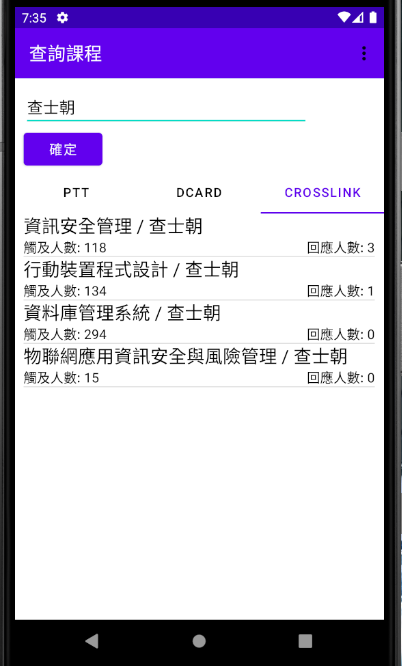 7:35
查詢課程
查士朝
確定
PTT DCARD CROSSLINK
資訊安全管理 / 查士朝
觸及人數: 118 回應人數: 3
行動裝置程式設計 / 查士朝
觸及人數: 134 回應人數: 1
資料庫管理系統 / 查士朝
觸及人數: 294 回應人數: 0
物聯網應用資訊安全與風險管理 / 查士朝
觸及人數: 15 回應人數: 0